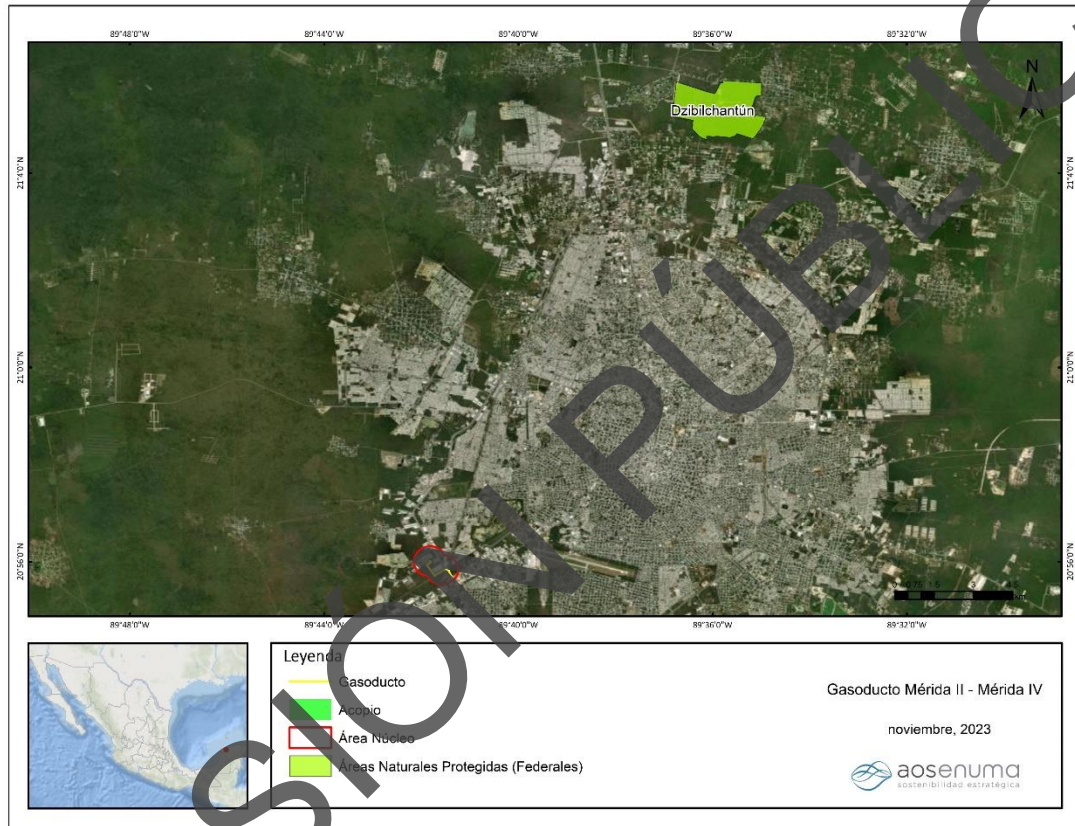 89°48'0"W 89°44'0"W 89°40'0"W 89°36'0"W 89°32'0"W
N
Dzibilchantún
21°4'0"N 21°4'0"N
21°0'0"N 21°0'0"N
20°56'0"N 20°56'0"N
89°48'0"W 89°44'0"W 89°40'0"W 89°36'0"W 89°32'0"W
Leyenda
Gasoducto
Acopio
Área Núcleo
Áreas Naturales Protegidas (Federales)
Gasoducto Mérida II - Mérida IV
noviembre, 2023
aosenuma
sostenibilidad estratégica
SIÓN PÚBLIC